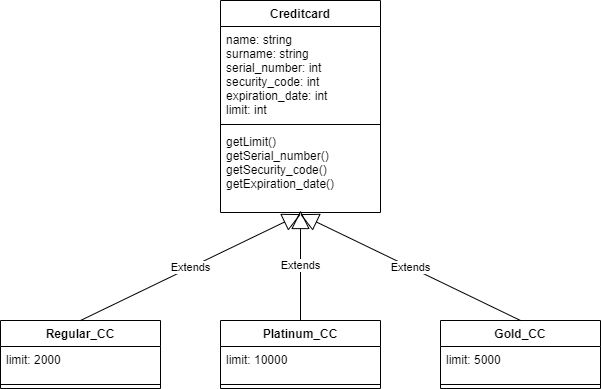 Creditcard
name: string
surname: string
serial_number: int
security_code: int
expiration_date: int
limit: int
getLimit()
getSerial_number()
getSecurity_code()
getExpiration_date()
Extends
Extends
Extends
Regular_CC
limit: 2000
Platinum_CC
limit: 10000
Gold_CC
limit: 5000